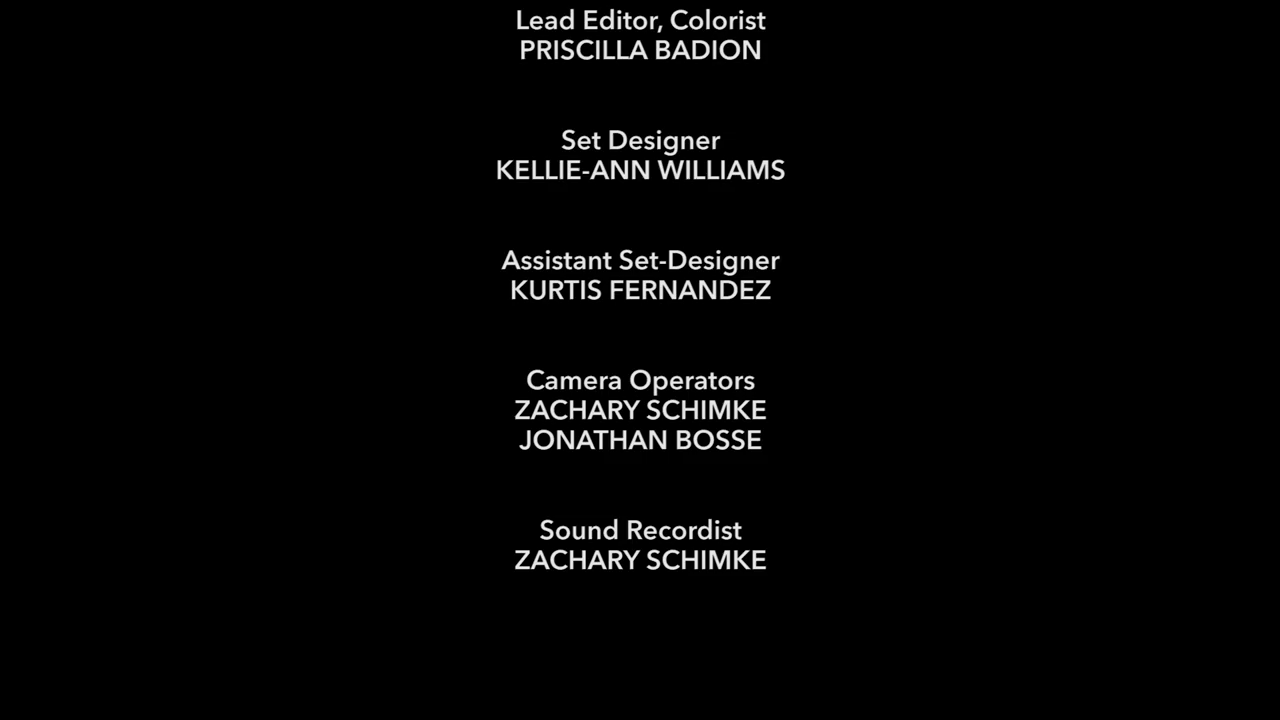 Lead Editor, Colorist
PRISCILLA BADION
Set Designer
KELLIE-ANN WILLIAMS
Assistant Set-Designer
KURTIS FERNANDEZ
Camera Operators
ZACHARY SCHIMKE
JONATHAN BOSSE
Sound Recordist
ZACHARY SCHIMKE